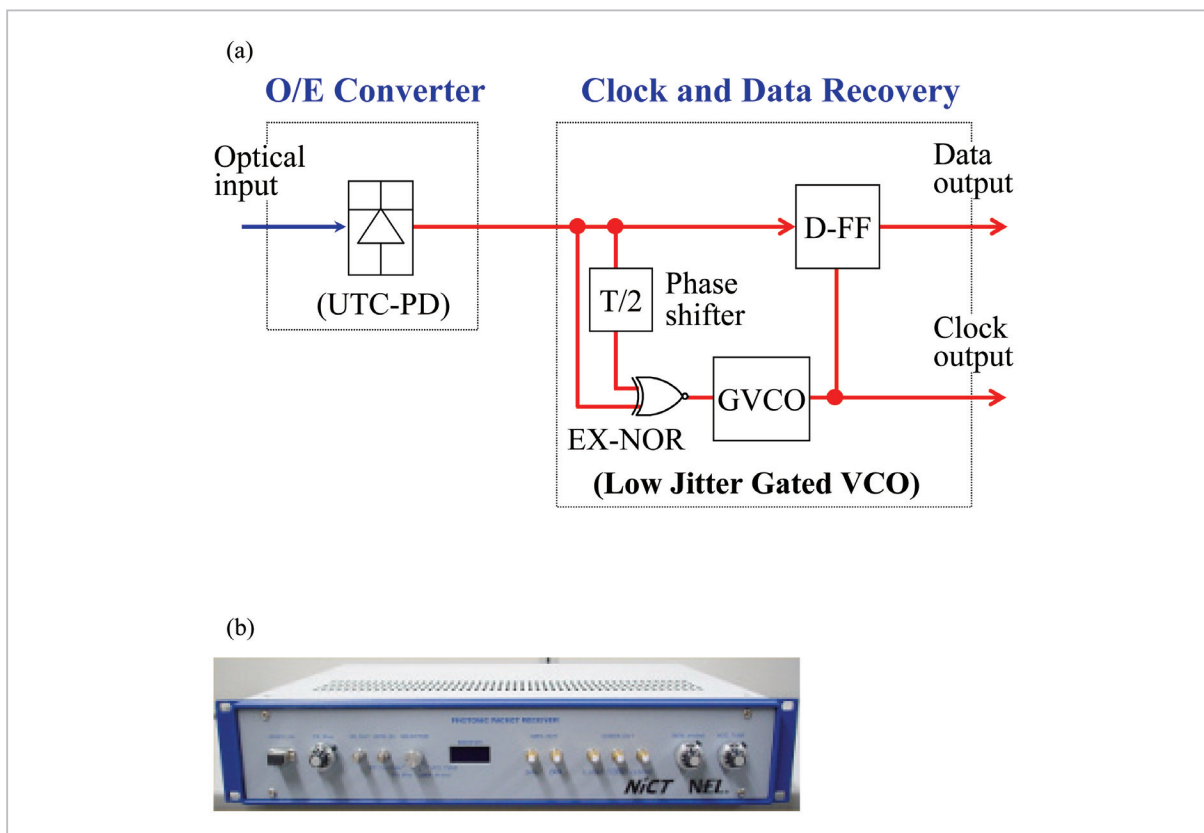 (a)
O/E Converter
Clock and Data Recovery
Optical
input
Data
output
D-FF
(UTC-PD)
T/2
Phase
shifter
Clock
output
GVCO
EX-NOR
(Low Jitter Gated VCO)
(b)
PHOTONIC PACKET RECEIVER
NiCT NEL